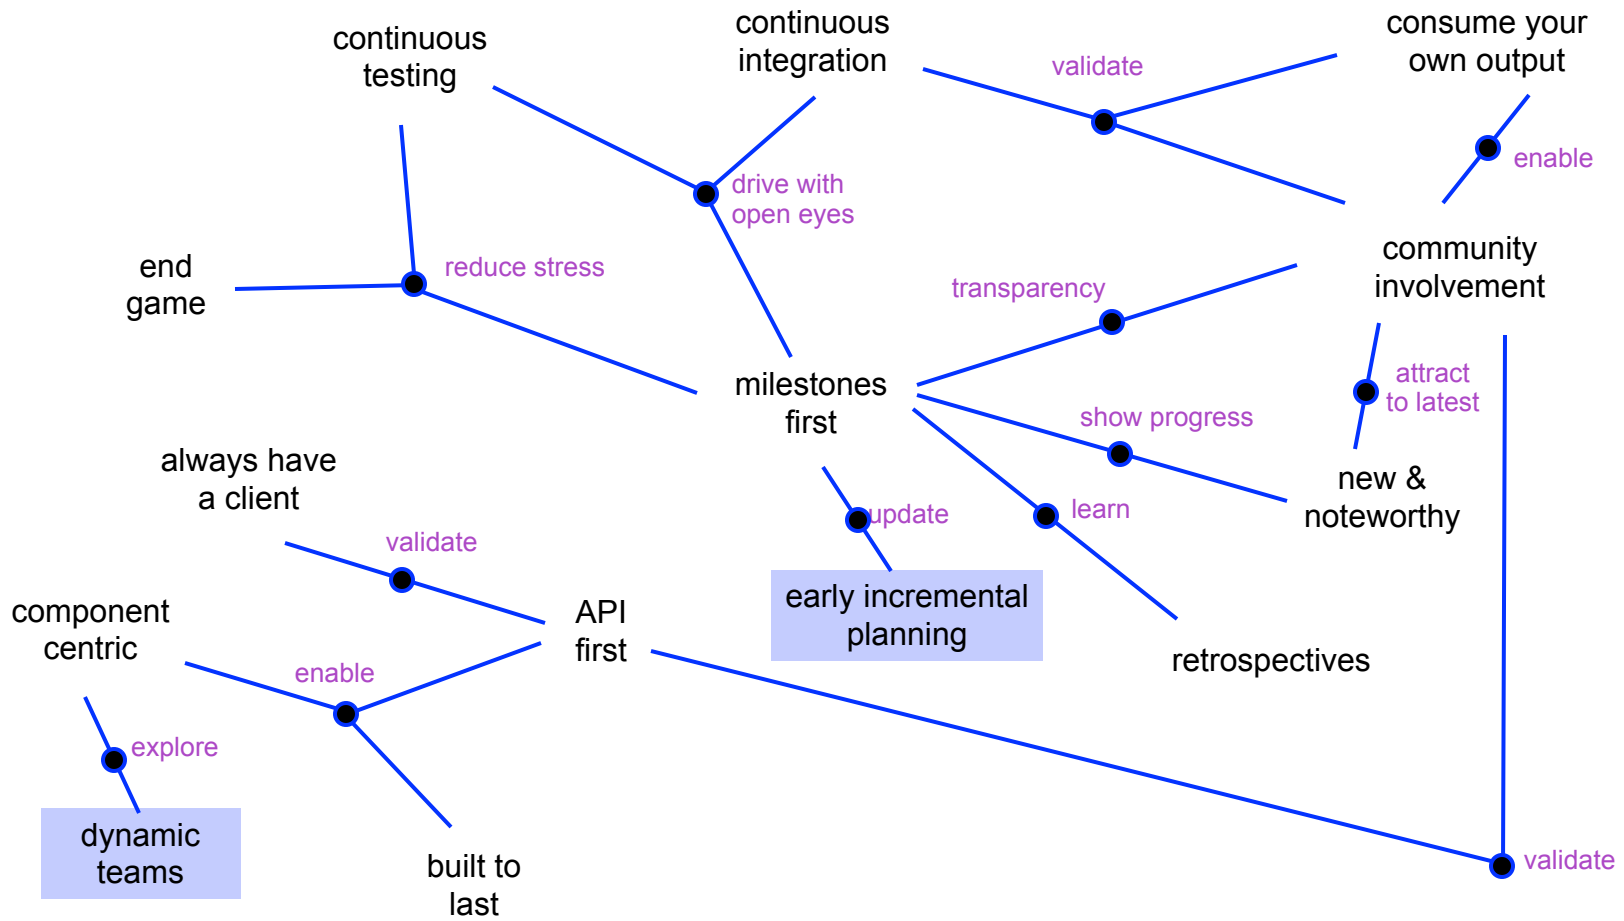 continuous
testing
continuous
integration
consume your
own output
validate
enable
drive with
open eyes
end
game
reduce stress
community
involvement
transparency
milestones
first
attract
to latest
show progress
always have
a client
new &
noteworthy
update
learn
validate
early incremental
planning
component
centric
API
first
retrospectives
enable
explore
dynamic
teams
built to
last
validate